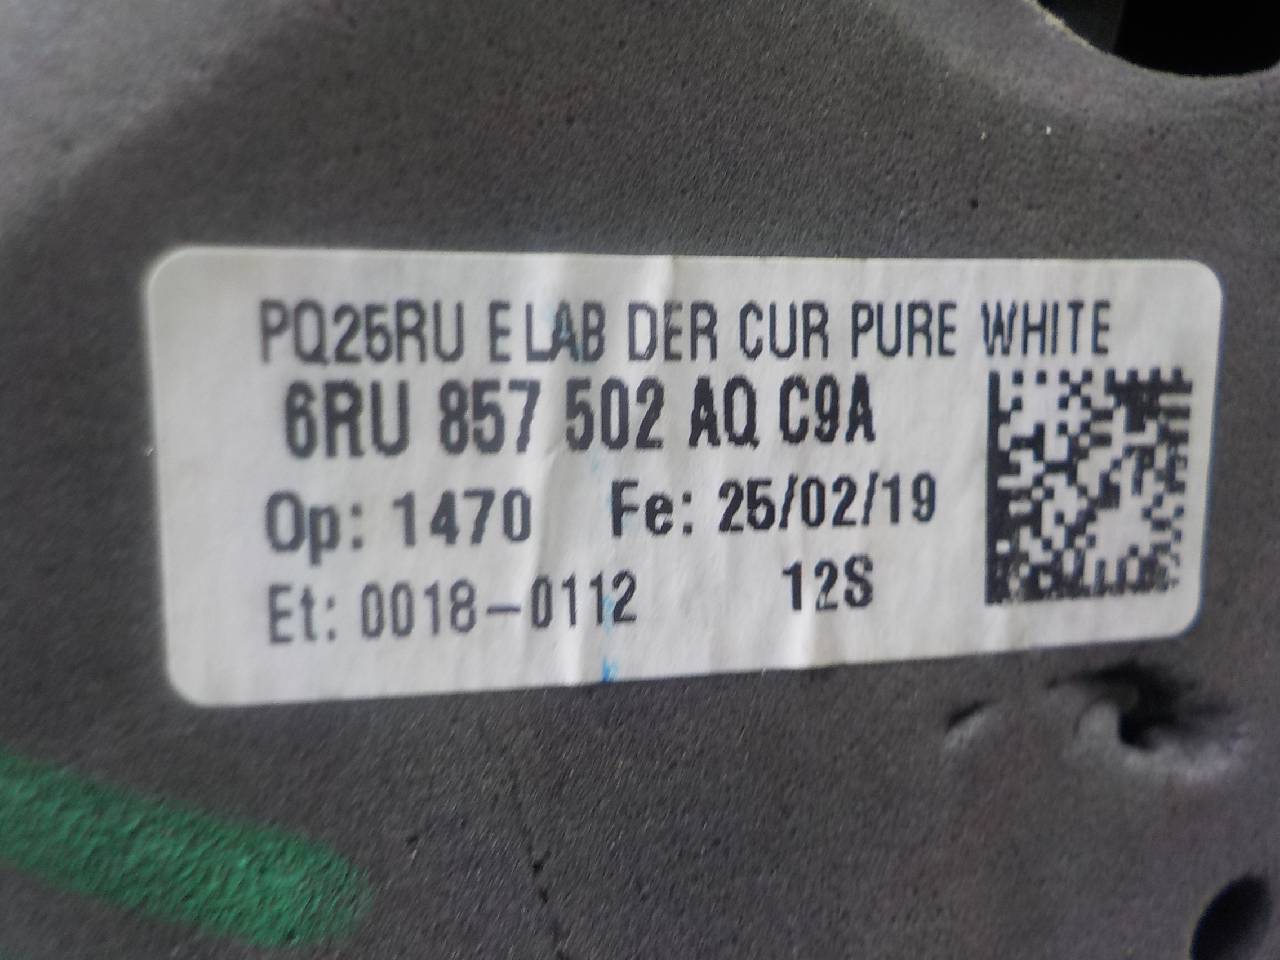 PQ25RU E LAB DER CUR PURE WHITE
6RU 857 502 AQ C9A
Op: 1470 Fe: 25/02/19
Et: 0018-0112 12S